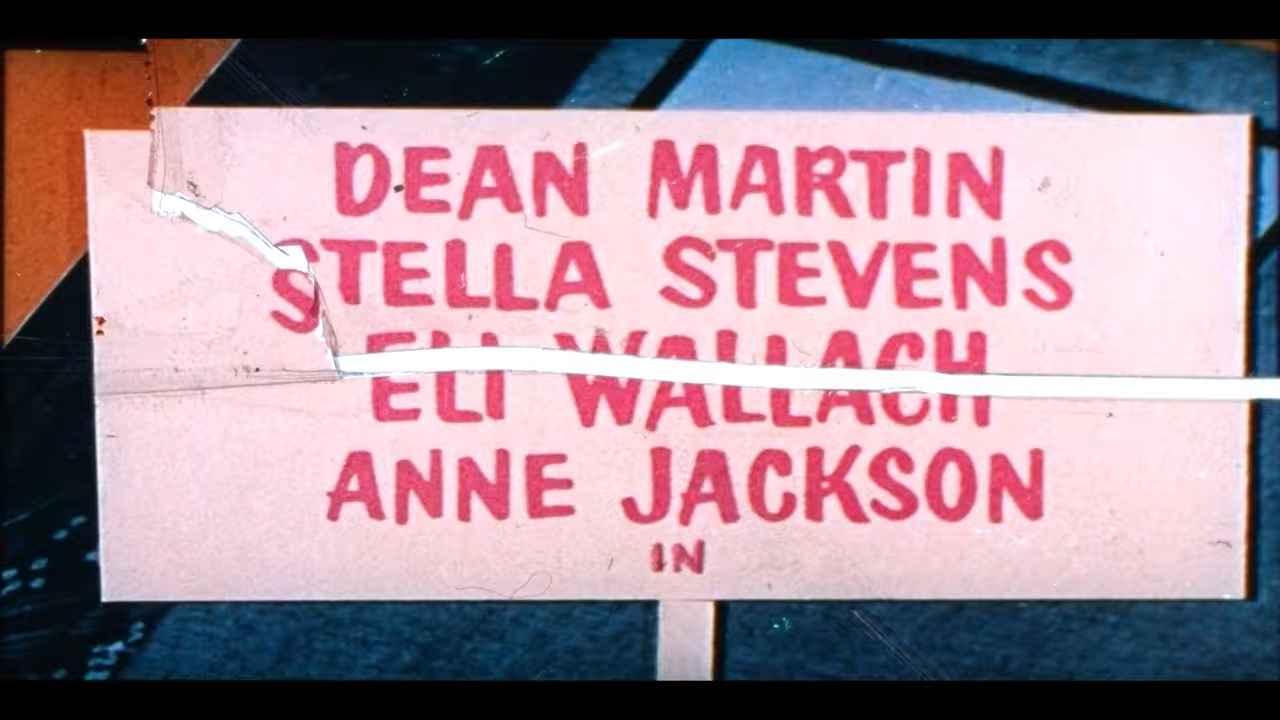 DEAN MARTIN
STELLA STEVENS
ELI WALLACH
ANNE JACKSON
IN